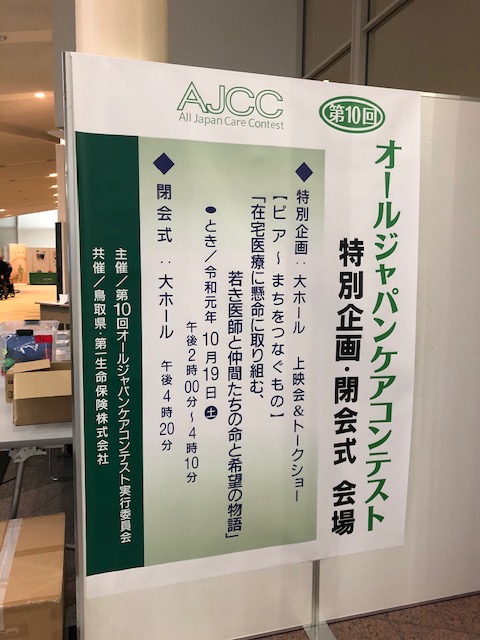 AJCC
All Japan Care Contest
第10回
オールジャパンケアコンテスト
特別企画・閉会式 会場
◆ 特別企画：大ホール 上映会&トークショー
【ピア～まちをつなぐもの】
「在宅医療に懸命に取り組む、
若き医師と仲間たちの命と希望の物語」
●とき／令和元年10月19日㊏
午後2時00分～4時10分
◆ 閉会式：大ホール 午後4時20分
主催／第10回オールジャパンケアコンテスト実行委員会
共催／鳥取県・第一生命保険株式会社